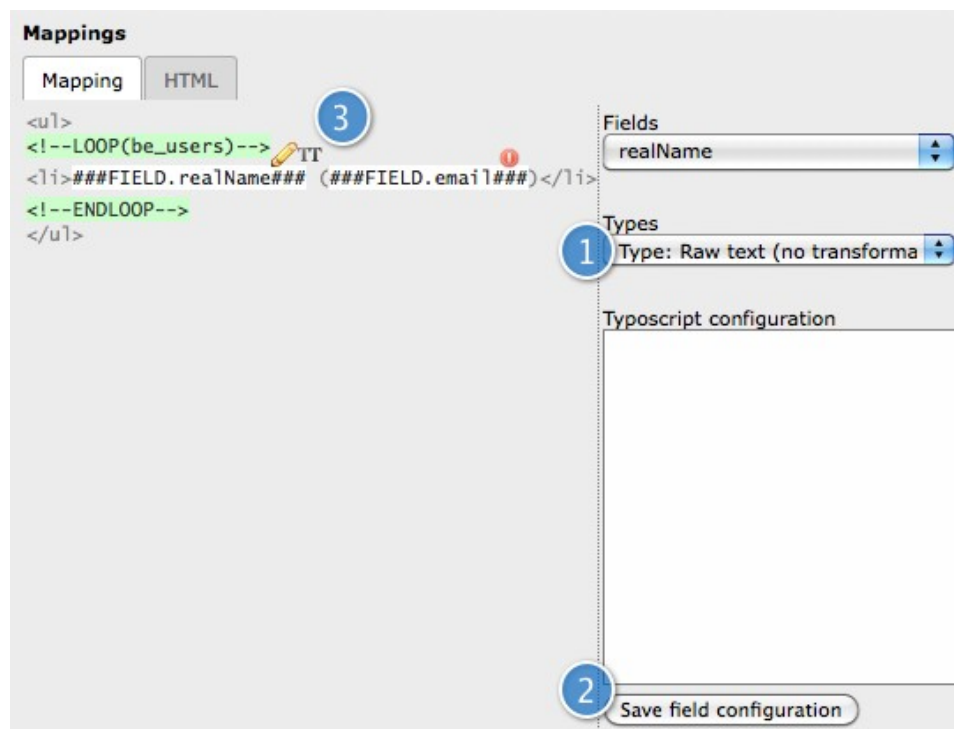 Mappings
Mapping HTML
<ul>
<!--LOOP(be_users)-->
TT
3
<li>###FIELD.realName### (###FIELD.email###)</li>
<!--ENDLOOP-->
</ul>
Fields
realName
Types
1
Type: Raw text (no transforma
Typoscript configuration
2
Save field configuration